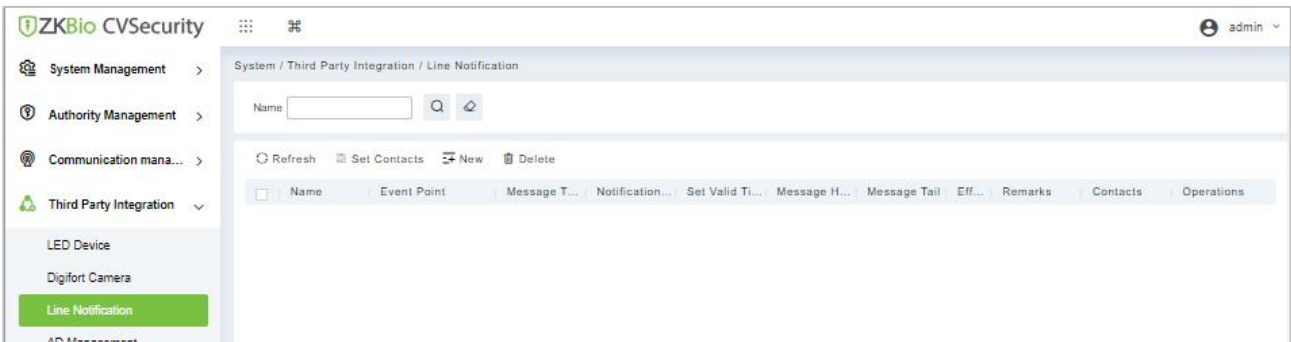 ZKBio CVSecurity
admin
System Management
Authority Management
Communication mana...
Third Party Integration
LED Device
Digifort Camera
Line Notification
AD Management
System / Third Party Integration / Line Notification
Name
Refresh Set Contacts New Delete
Name Event Point Message T... Notification... Set Valid Ti... Message H... Message Tail Eff... Remarks Contacts Operations